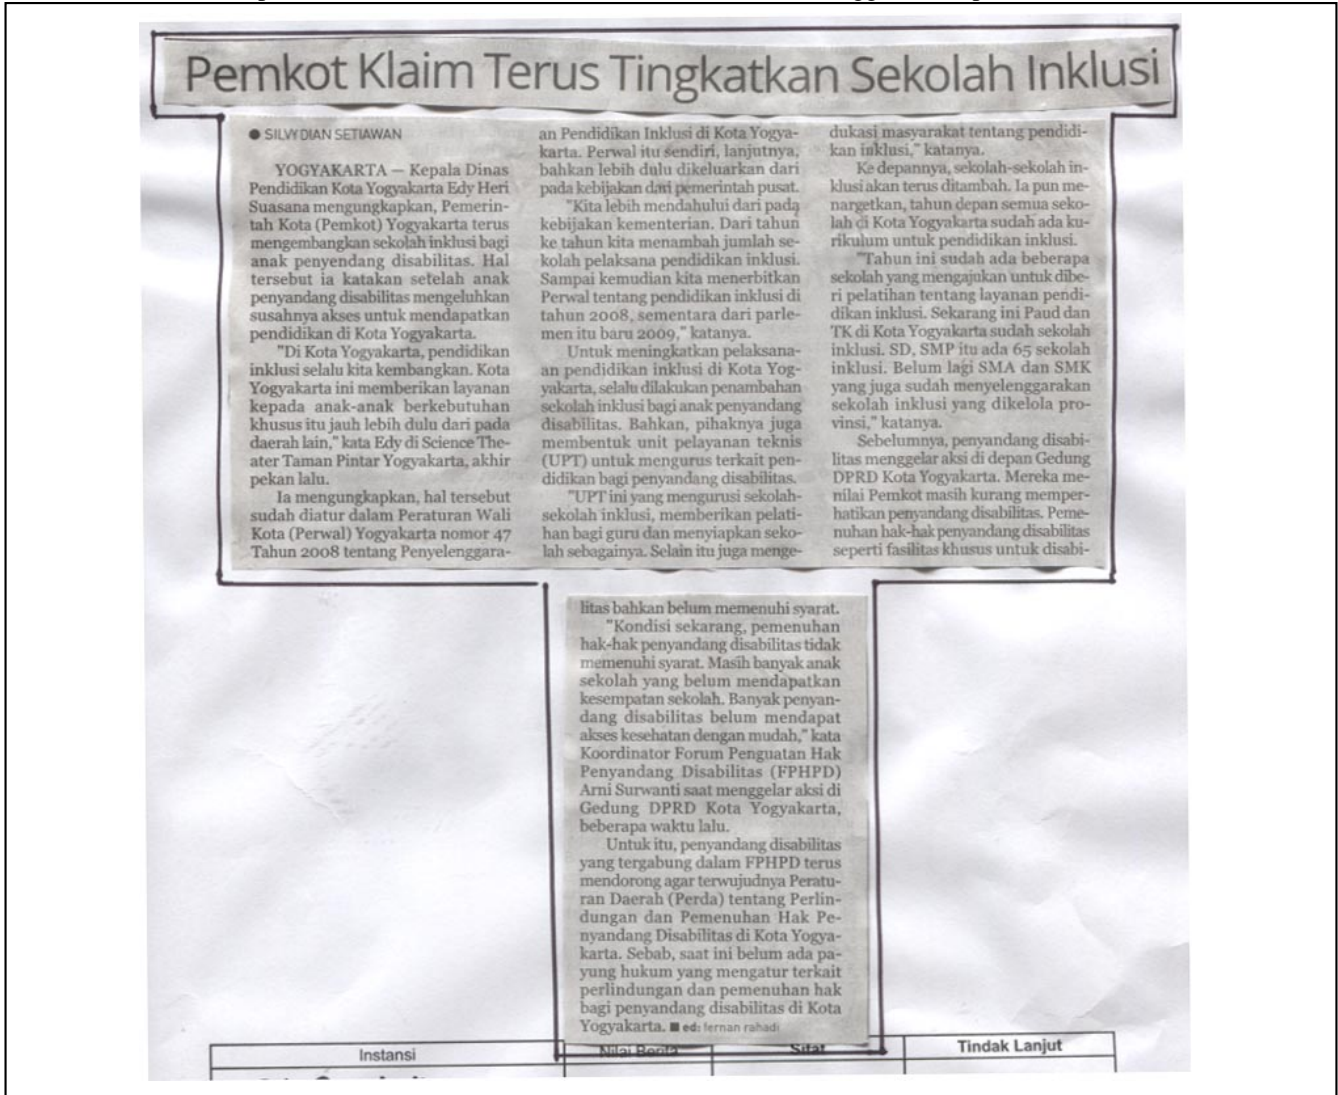 Pemkot Klaim Terus Tingkatkan Sekolah Inklusi
● SILVY DIAN SETIAWAN
YOGYAKARTA — Kepala Dinas
Pendidikan Kota Yogyakarta Edy Heri
Suasana mengungkapkan, Pemerin-
tah Kota (Pemkot) Yogyakarta terus
mengembangkan sekolah inklusi bagi
anak penyendang disabilitas. Hal
tersebut ia katakan setelah anak
penyandang disabilitas mengeluhkan
susahnya akses untuk mendapatkan
pendidikan di Kota Yogyakarta.
"Di Kota Yogyakarta, pendidikan
inklusi selalu kita kembangkan. Kota
Yogyakarta ini memberikan layanan
kepada anak-anak berkebutuhan
khusus itu jauh lebih dulu dari pada
daerah lain," kata Edy di Science The-
ater Taman Pintar Yogyakarta, akhir
pekan lalu.
Ia mengungkapkan, hal tersebut
sudah diatur dalam Peraturan Wali
Kota (Perwal) Yogyakarta nomor 47
Tahun 2008 tentang Penyelenggara-
an Pendidikan Inklusi di Kota Yogya-
karta. Perwal itu sendiri, lanjutnya,
bahkan lebih dulu dikeluarkan dari
pada kebijakan dari pemerintah pusat.
"Kita lebih mendahului dari pada
kebijakan kementerian. Dari tahun
ke tahun kita menambah jumlah se-
kolah pelaksana pendidikan inklusi.
Sampai kemudian kita menerbitkan
Perwal tentang pendidikan inklusi di
tahun 2008, sementara dari parle-
men itu baru 2009," katanya.
Untuk meningkatkan pelaksana-
an pendidikan inklusi di Kota Yog-
yakarta, selalu dilakukan penambahan
sekolah inklusi bagi anak penyandang
disabilitas. Bahkan, pihaknya juga
membentuk unit pelayanan teknis
(UPT) untuk mengurus terkait pen-
didikan bagi penyandang disabilitas.
"UPT ini yang mengurusi sekolah-
sekolah inklusi, memberikan pelati-
han bagi guru dan menyiapkan seko-
lah sebagainya. Selain itu juga menge-
dukasi masyarakat tentang pendidi-
kan inklusi," katanya.
Ke depannya, sekolah-sekolah in-
klusi akan terus ditambah. Ia pun me-
nargetkan, tahun depan semua seko-
lah di Kota Yogyakarta sudah ada ku-
rikulum untuk pendidikan inklusi.
"Tahun ini sudah ada beberapa
sekolah yang mengajukan untuk dibe-
ri pelatihan tentang layanan pendi-
dikan inklusi. Sekarang ini Paud dan
TK di Kota Yogyakarta sudah sekolah
inklusi. SD, SMP itu ada 65 sekolah
inklusi. Belum lagi SMA dan SMK
yang juga sudah menyelenggarakan
sekolah inklusi yang dikelola pro-
vinsi," katanya.
Sebelumnya, penyandang disabi-
litas menggelar aksi di depan Gedung
DPRD Kota Yogyakarta. Mereka me-
nilai Pemkot masih kurang memper-
hatikan penyandang disabilitas. Peme-
nuhan hak-hak penyandang disabilitas
seperti fasilitas khusus untuk disabi-
litas bahkan belum memenuhi syarat.
"Kondisi sekarang, pemenuhan
hak-hak penyandang disabilitas tidak
memenuhi syarat. Masih banyak anak
sekolah yang belum mendapatkan
kesempatan sekolah. Banyak penyan-
dang disabilitas belum mendapat
akses kesehatan dengan mudah," kata
Koordinator Forum Penguatan Hak
Penyandang Disabilitas (FPHPD)
Arni Surwanti saat menggelar aksi di
Gedung DPRD Kota Yogyakarta,
beberapa waktu lalu.
Untuk itu, penyandang disabilitas
yang tergabung dalam FPHPD terus
mendorong agar terwujudnya Peratu-
ran Daerah (Perda) tentang Perlin-
dungan dan Pemenuhan Hak Pe-
nyandang Disabilitas di Kota Yogya-
karta. Sebab, saat ini belum ada pa-
yung hukum yang mengatur terkait
perlindungan dan pemenuhan hak
bagi penyandang disabilitas di Kota
Yogyakarta. ■ ed: fernan rahadi
Instansi Nilai Berita Sifat Tindak Lanjut